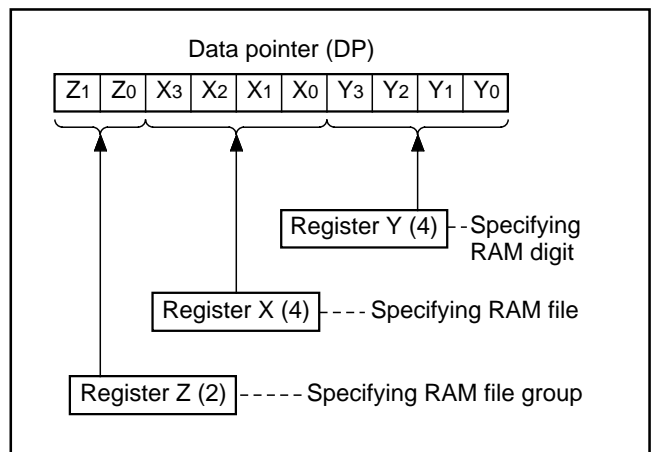 Data pointer (DP)
Z1 Z0 X3 X2 X1 X0 Y3 Y2 Y1 Y0
Register Y (4)
Specifying
RAM digit
Register X (4)
Specifying RAM file
Register Z (2)
Specifying RAM file group